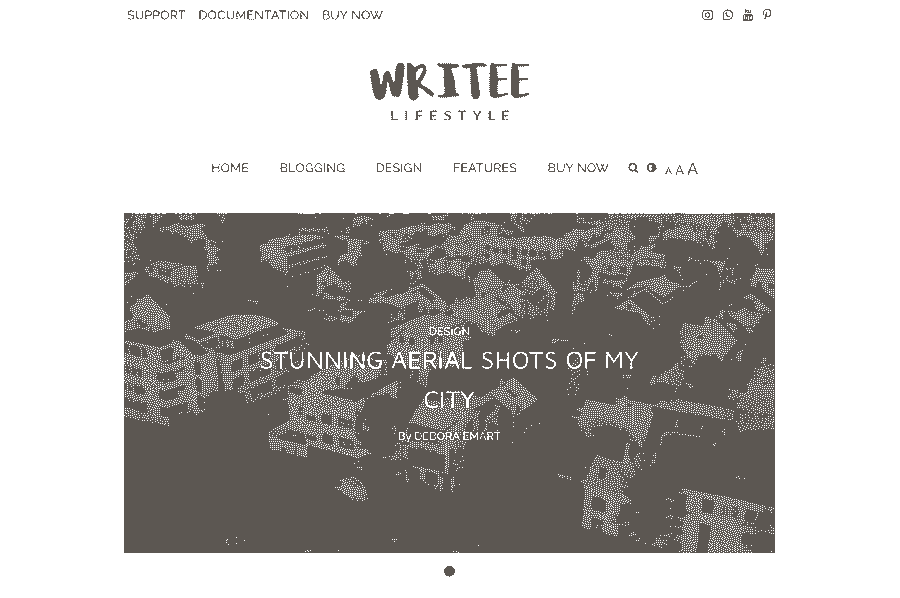 SUPPORT DOCUMENTATION BUY NOW
WRITEE
LIFESTYLE
HOME BLOGGING DESIGN FEATURES BUY NOW A A A
DESIGN
STUNNING AERIAL SHOTS OF MY
CITY
By DEBORA EMART